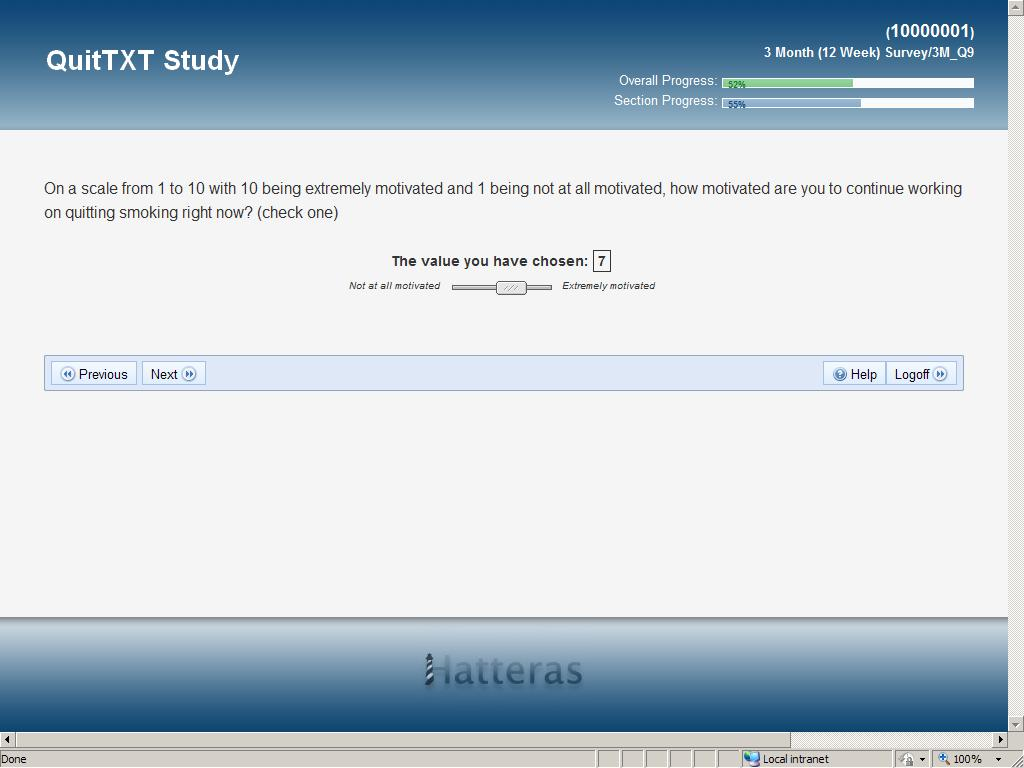 QuitTXT Study
(10000001)
3 Month (12 Week) Survey/3M_Q9
Overall Progress: 52%
Section Progress: 55%
On a scale from 1 to 10 with 10 being extremely motivated and 1 being not at all motivated, how motivated are you to continue working
on quitting smoking right now? (check one)
The value you have chosen: 7
Not at all motivated Extremely motivated
Previous Next Help Logoff
Hatteras
Done Local intranet 100%